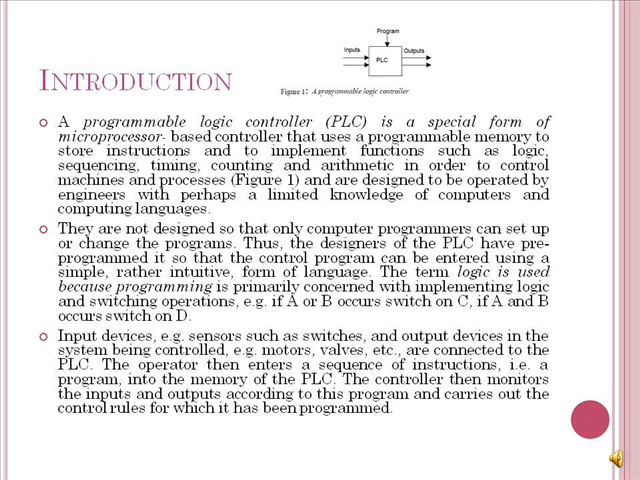 Program
Inputs
Outputs
PLC
Figure 1: A programmable logic controller
INTRODUCTION
A programmable logic controller (PLC) is a special form of
microprocessor- based controller that uses a programmable memory to
store instructions and to implement functions such as logic,
sequencing, timing, counting and arithmetic in order to control
machines and processes (Figure 1) and are designed to be operated by
engineers with perhaps a limited knowledge of computers and
computing languages.
They are not designed so that only computer programmers can set up
or change the programs. Thus, the designers of the PLC have pre-
programmed it so that the control program can be entered using a
simple, rather intuitive, form of language. The term logic is used
because programming is primarily concerned with implementing logic
and switching operations, e.g. if A or B occurs switch on C, if A and B
occurs switch on D.
Input devices, e.g. sensors such as switches, and output devices in the
system being controlled, e.g. motors, valves, etc., are connected to the
PLC. The operator then enters a sequence of instructions, i.e. a
program, into the memory of the PLC. The controller then monitors
the inputs and outputs according to this program and carries out the
control rules for which it has been programmed.